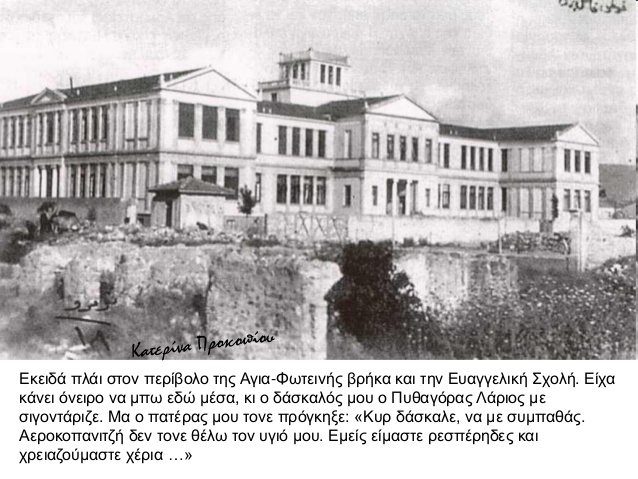 Κατερίνα Προκοπίου
Εκειδά πλάι στον περίβολο της Αγια-Φωτεινής βρήκα και την Ευαγγελική Σχολή. Είχα
κάνει όνειρο να μπω εδώ μέσα, κι ο δάσκαλός μου ο Πυθαγόρας Λάριος με
σιγοντάριζε. Μα ο πατέρας μου τονε πρόγκηξε: «Κυρ δάσκαλε, να με συμπαθάς.
Αεροκοπανιτζή δεν τονε θέλω τον υγιό μου. Εμείς είμαστε ρεσπέρηδες και
χρειαζούμαστε χέρια …»